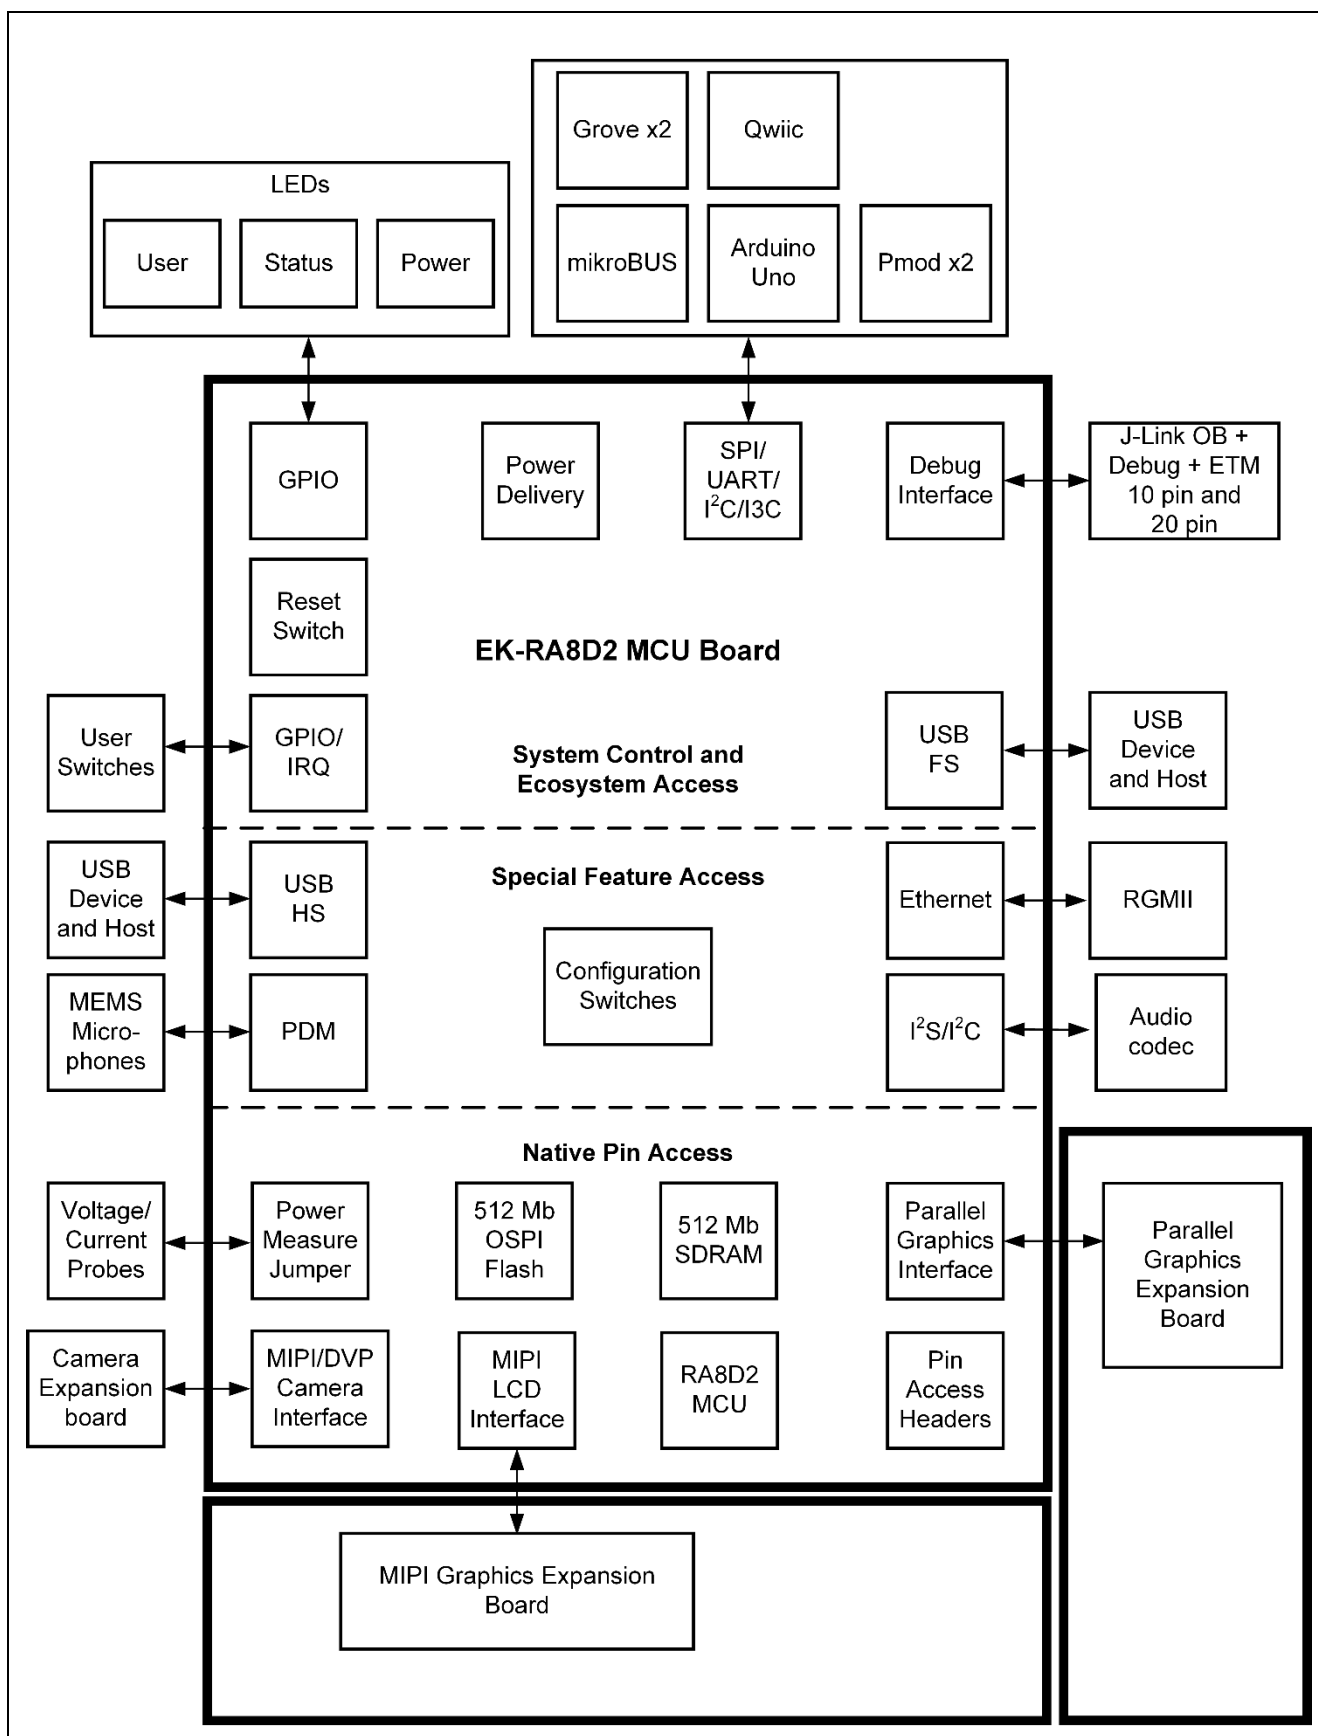 Grove x2
Qwiic
LEDs
User
Status
Power
mikroBUS
Arduino
Uno
Pmod x2
GPIO
Power
Delivery
SPI/
UART/
I²C/I3C
Debug
Interface
J-Link OB +
Debug + ETM
10 pin and
20 pin
Reset
Switch
EK-RA8D2 MCU Board
User
Switches
GPIO/
IRQ
System Control and
Ecosystem Access
USB
FS
USB
Device
and Host
USB
Device
and Host
USB
HS
Special Feature Access
Ethernet
RGMII
Configuration
Switches
MEMS
Micro-
phones
PDM
I²S/I²C
Audio
codec
Native Pin Access
Voltage/
Current
Probes
Power
Measure
Jumper
512 Mb
OSPI
Flash
512 Mb
SDRAM
Parallel
Graphics
Interface
Parallel
Graphics
Expansion
Board
Camera
Expansion
board
MIPI/DVP
Camera
Interface
MIPI
LCD
Interface
RA8D2
MCU
Pin
Access
Headers
MIPI Graphics Expansion
Board